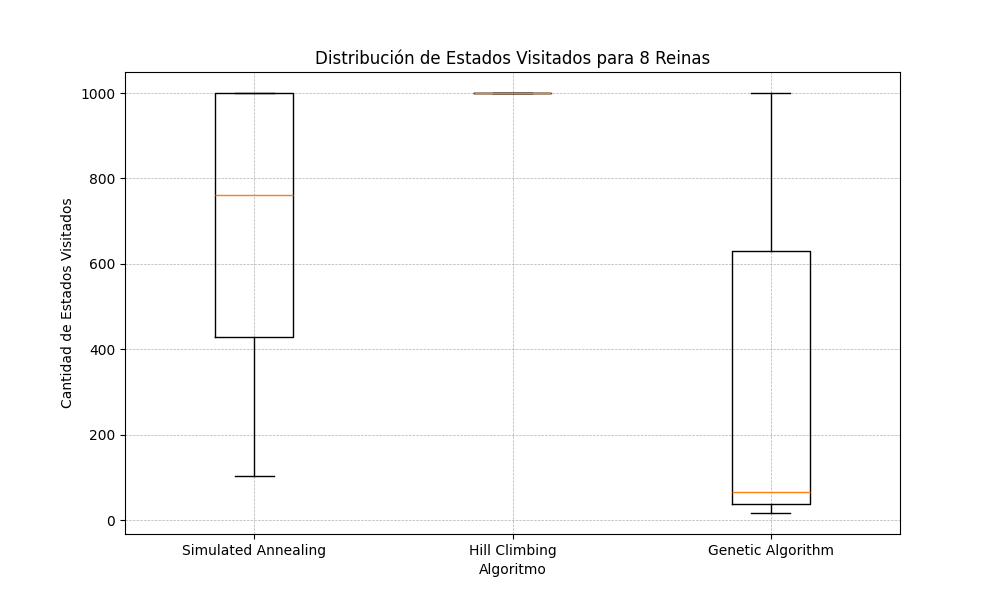 Distribución de Estados Visitados para 8 Reinas
Cantidad de Estados Visitados
1000
800
600
400
200
0
Simulated Annealing
Hill Climbing
Genetic Algorithm
Algoritmo